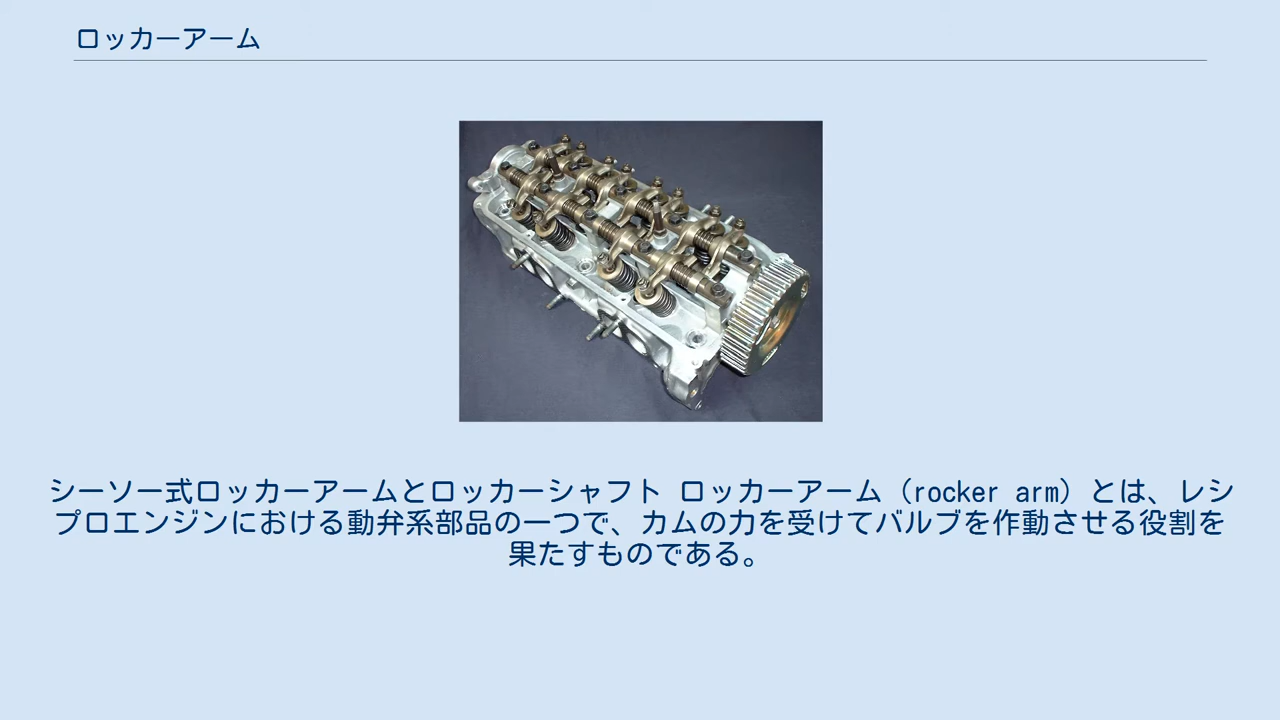 ロッカーアーム
シーソー式ロッカーアームとロッカーシャフト ロッカーアーム（rocker arm）とは、レシ
プロエンジンにおける動弁系部品の一つで、カムの力を受けてバルブを作動させる役割を
果たすものである。